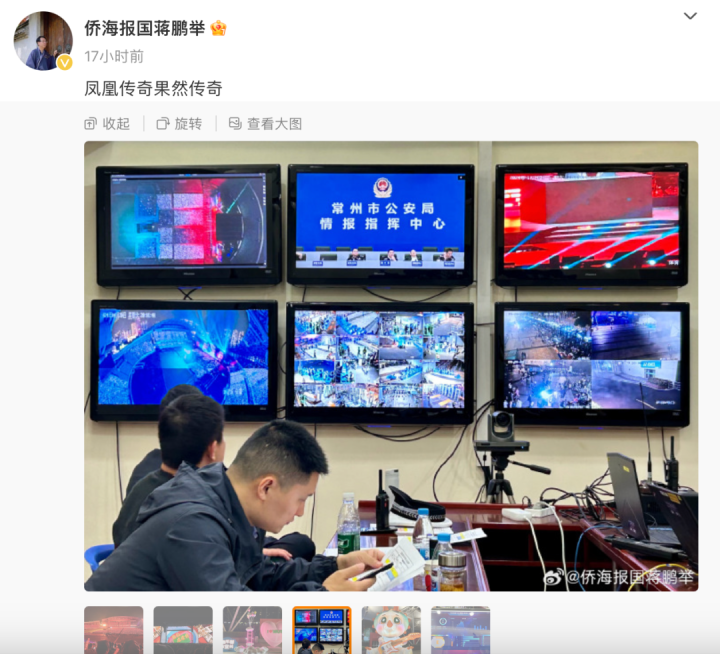 侨海报国蒋鹏举
17小时前
凤凰传奇果然传奇
收起
旋转
查看大图
常州市公安局
情报指挥中心
@侨海报国蒋鹏举